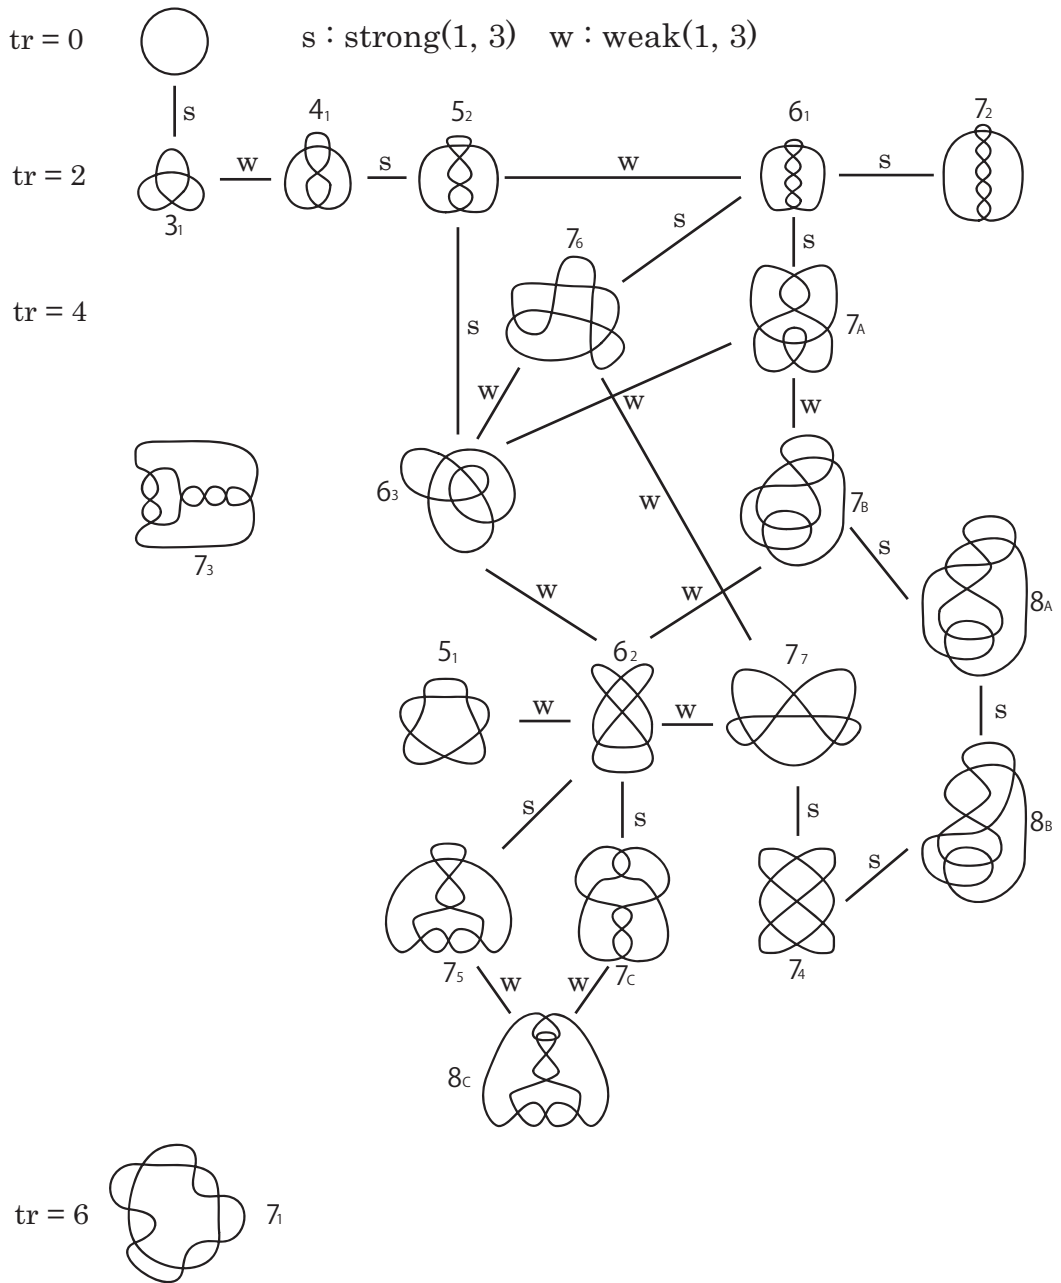 tr = 0 s : strong(1, 3) w : weak(1, 3)
s
4₁ 5₂ 6₁ 7₂
tr = 2 w s w s
3₁
s
7₆ s
tr = 4
s 7A
w w w
6₃ w 7B
7₃
s
w w 8A
5₁ 6₂ 7₇
w w s
s s s 8B
s
7₅ 7C 7₄
w w
8C
tr = 6 7₁